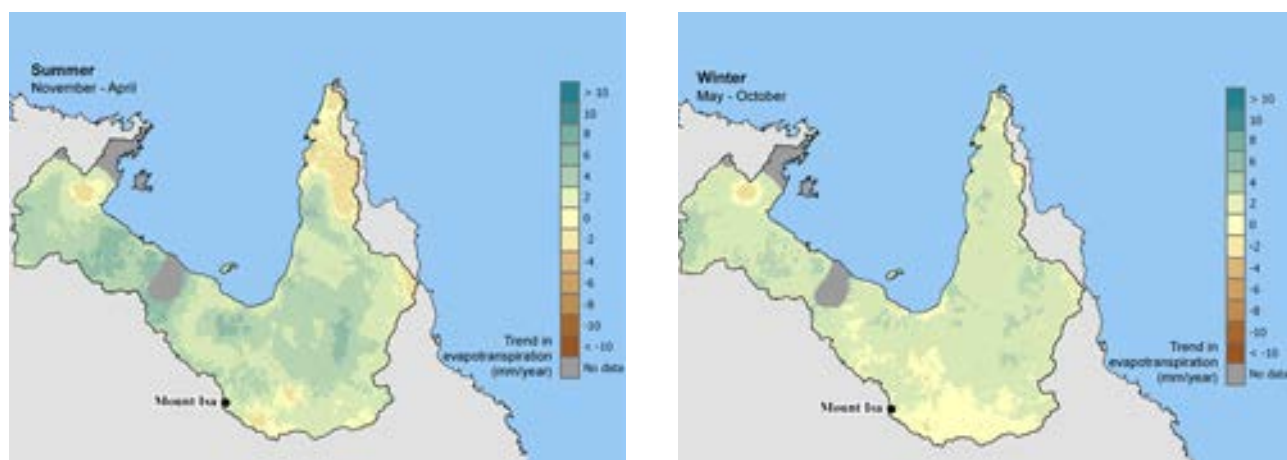 Summer
November - April
> 10
10
8
6
4
2
0
-2
-4
-6
-8
-10
< -10
No data
Trend in
evapotranspiration
(mm/year)
Mount Isa
Winter
May - October
> 10
10
8
6
4
2
0
-2
-4
-6
-8
-10
< -10
No data
Trend in
evapotranspiration
(mm/year)
Mount Isa